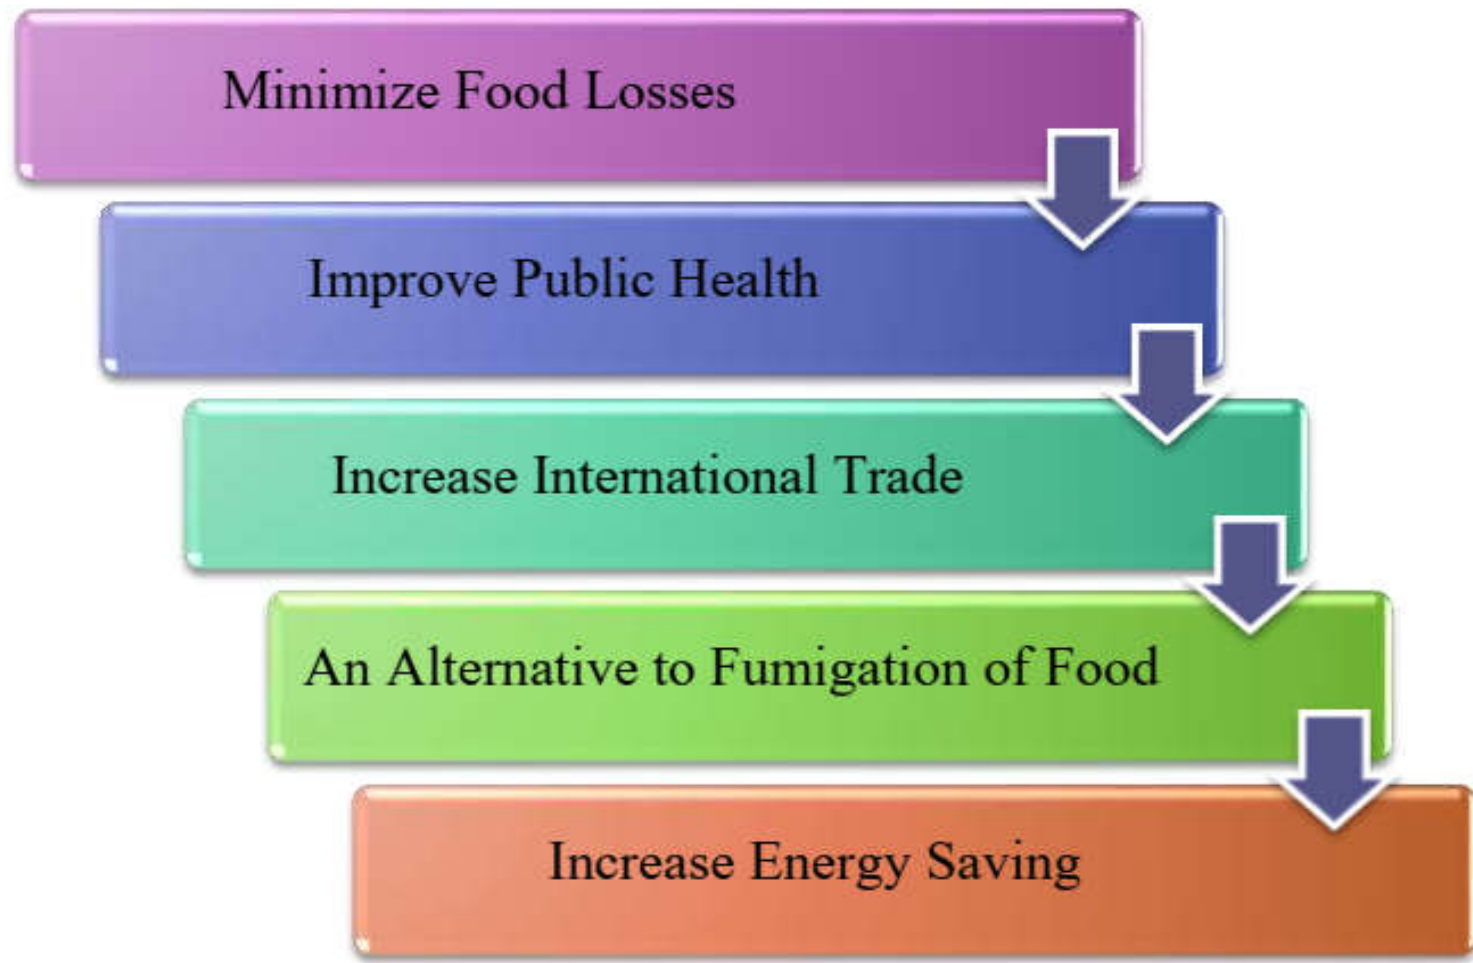 Minimize Food Losses
Improve Public Health
Increase International Trade
An Alternative to Fumigation of Food
Increase Energy Saving